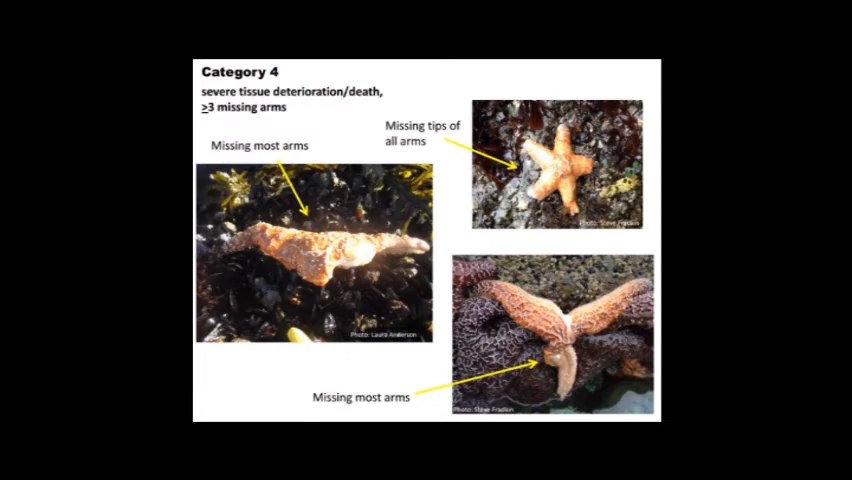 Category 4
severe tissue deterioration/death,
≥3 missing arms
Missing tips of
all arms
Missing most arms
Photo: Steve Fradkin
Photo: Laura Anderson
Missing most arms
Photo: Steve Fradkin